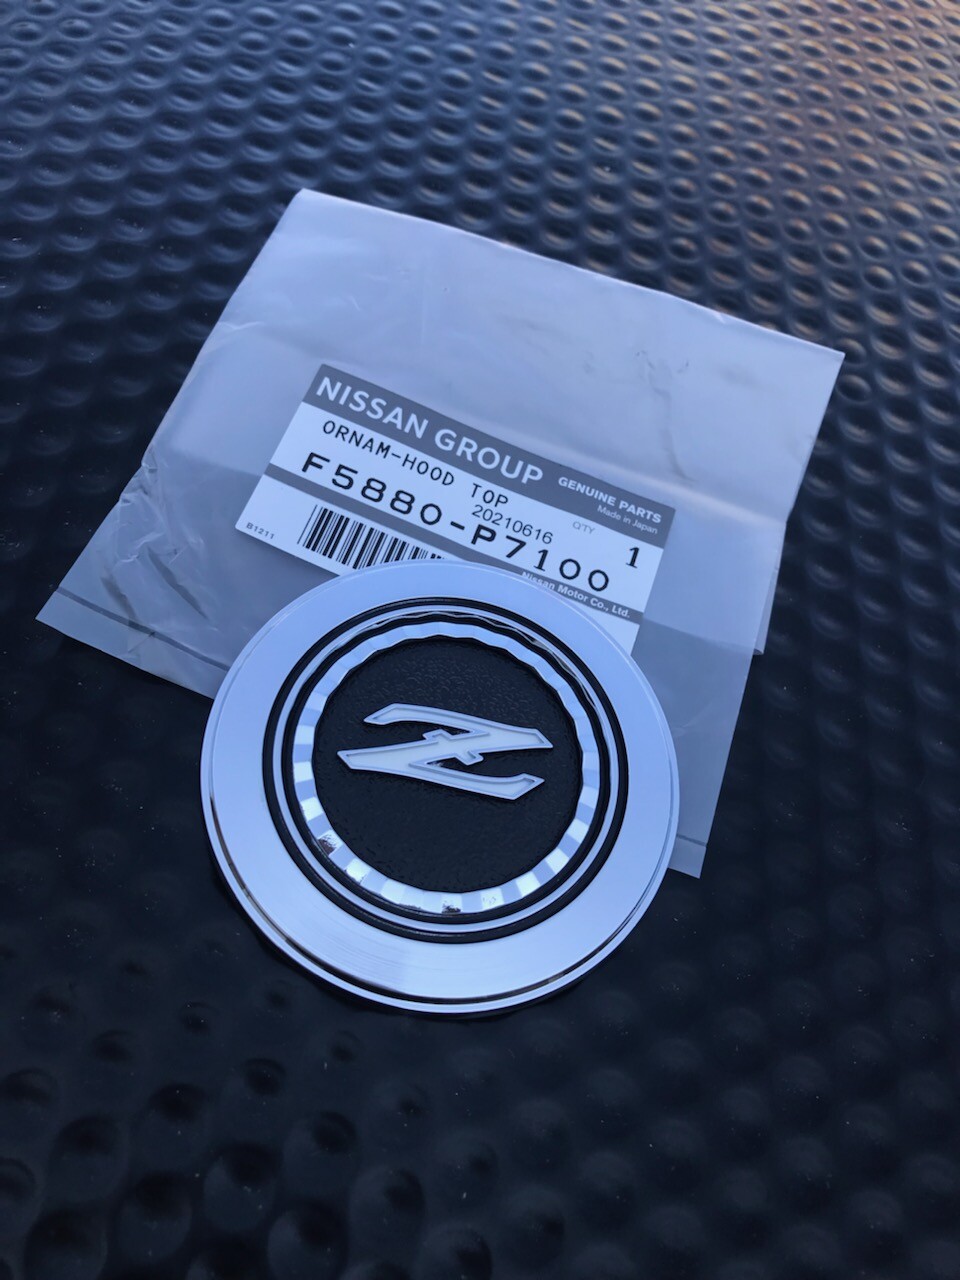 NISSAN GROUP
GENUINE PARTS
Made in Japan
ORNAM-HOOD TOP
20210616
QTY
1
F5880-P7100
B1211
Nissan Motor Co., Ltd.
Z